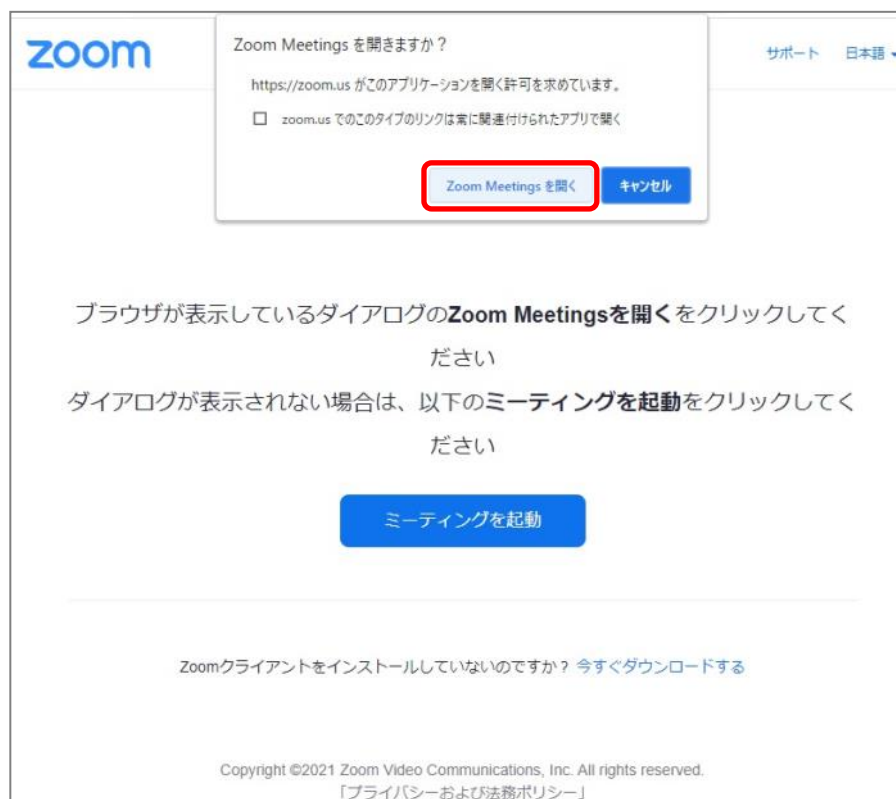 zoom
サポート 日本語
Zoom Meetings を開きますか？
https://zoom.us がこのアプリケーションを開く許可を求めています。
zoom.us でのこのタイプのリンクは常に関連付けられたアプリで開く
Zoom Meetings を開く キャンセル
ブラウザが表示しているダイアログのZoom Meetingsを開くをクリックしてく
ださい
ダイアログが表示されない場合は、以下のミーティングを起動をクリックしてく
ださい
ミーティングを起動
Zoomクライアントをインストールしていないのですか？ 今すぐダウンロードする
Copyright ©2021 Zoom Video Communications, Inc. All rights reserved.
「プライバシーおよび法務ポリシー」